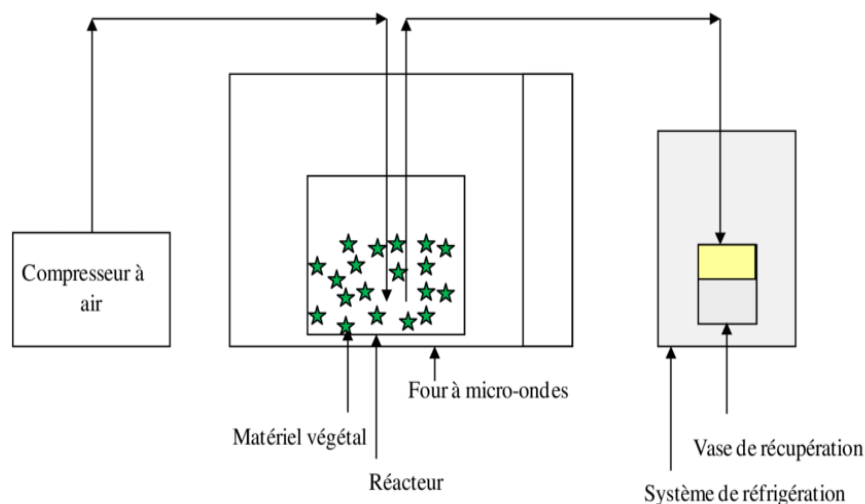 Compresseur à
air
Four à micro-ondes
Matériel végétal
Réacteur
Vase de récupération
Système de réfrigération